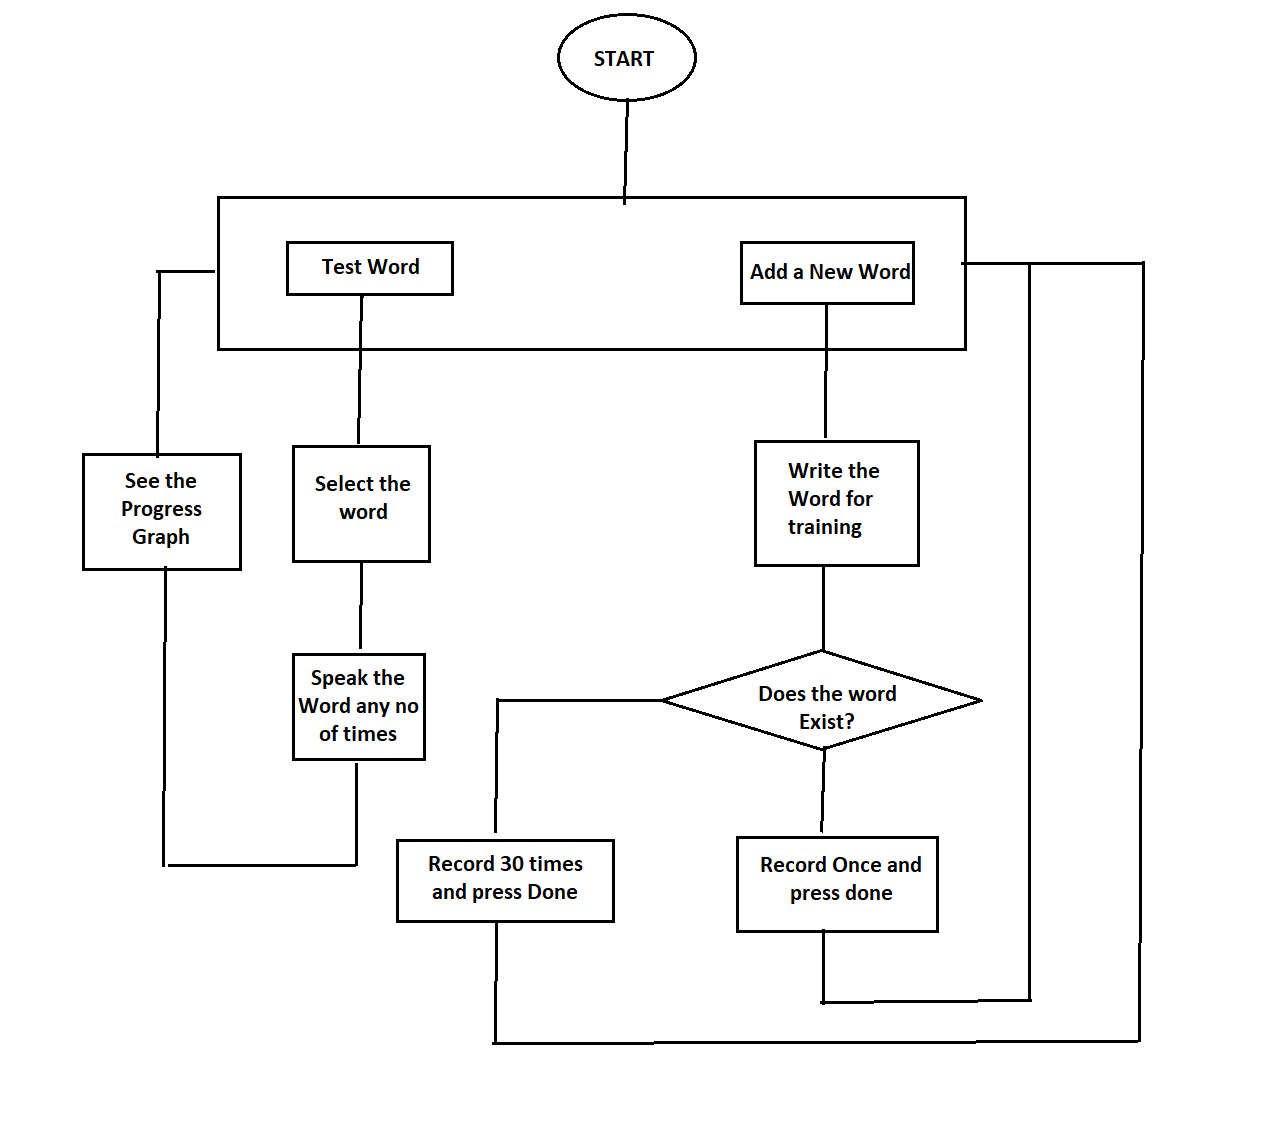 START
Test Word
Add a New Word
See the
Progress
Graph
Select the
word
Write the
Word for
training
Speak the
Word any no
of times
Does the word
Exist?
Record 30 times
and press Done
Record Once and
press done